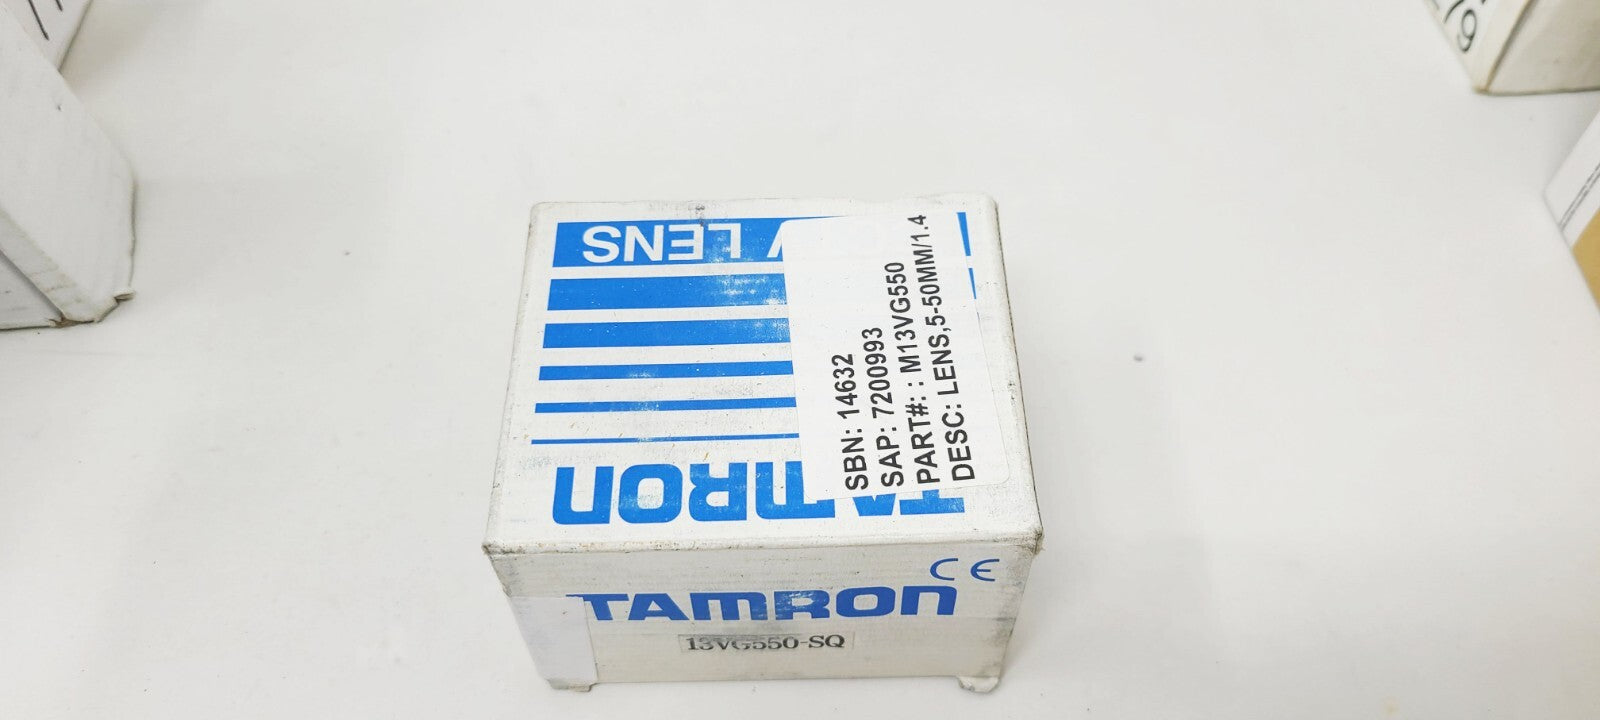 LENS
TAMRON
SBN: 14632
SAP: 7200993
PART#: : M13VG550
DESC: LENS,5-50MM/1.4
CE
TAMRON
13VG550-SQ